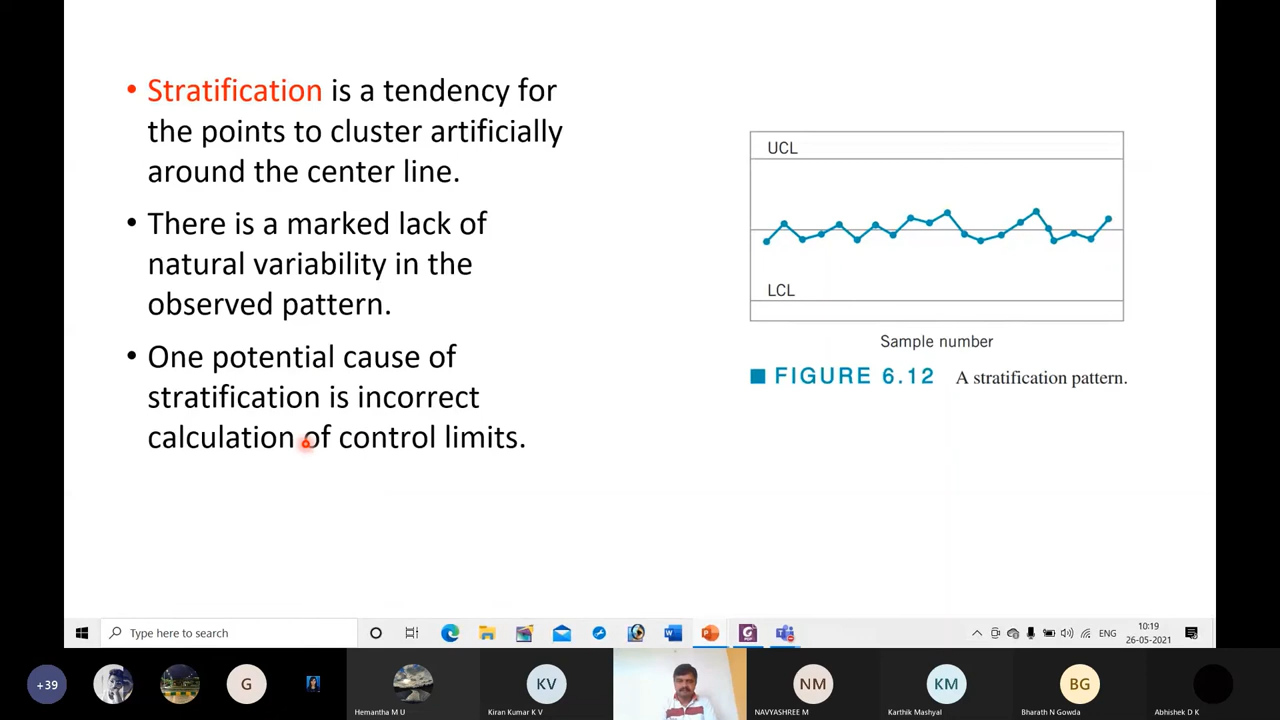 • Stratification is a tendency for
the points to cluster artificially
around the center line.
• There is a marked lack of
natural variability in the
observed pattern.
• One potential cause of
stratification is incorrect
calculation of control limits.
UCL
LCL
Sample number
FIGURE 6.12 A stratification pattern.
Type here to search
ENG
10:19
26-05-2021
+39
G
Hemantha M U
KV
Kiran Kumar K V
NM
NAVYASHREE M
KM
Karthik Mashyal
BG
Bharath N Gowda
Abhishek D K